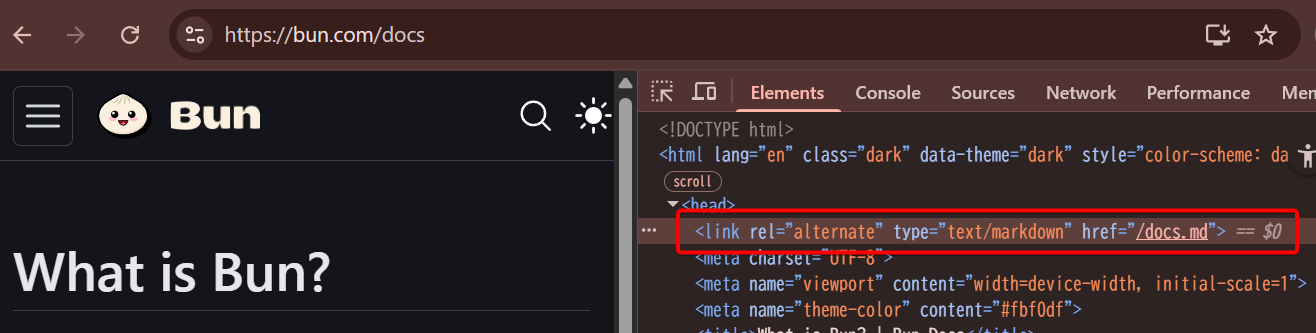 https://bun.com/docs
Bun
What is Bun?
Elements Console Sources Network Performance Mem
<!DOCTYPE html>
<html lang="en" class="dark" data-theme="dark" style="color-scheme: da
scroll
<head>
<link rel="alternate" type="text/markdown" href="/docs.md"> == $0
<meta charset="UTF-8">
<meta name="viewport" content="width=device-width, initial-scale=1">
<meta name="theme-color" content="#fbf0df">
<title>What is Bun? | Bun Docs</title>